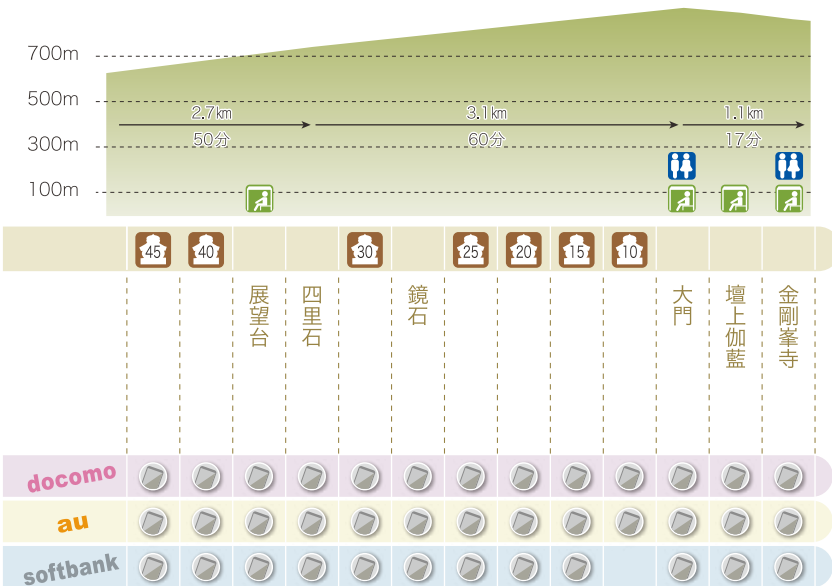 700m
500m
300m
100m
2.7km
50分
3.1km
60分
1.1km
17分
45
40
30
25
20
15
10
展望台
四里石
鏡石
大門
壇上伽藍
金剛峯寺
docomo
au
softbank